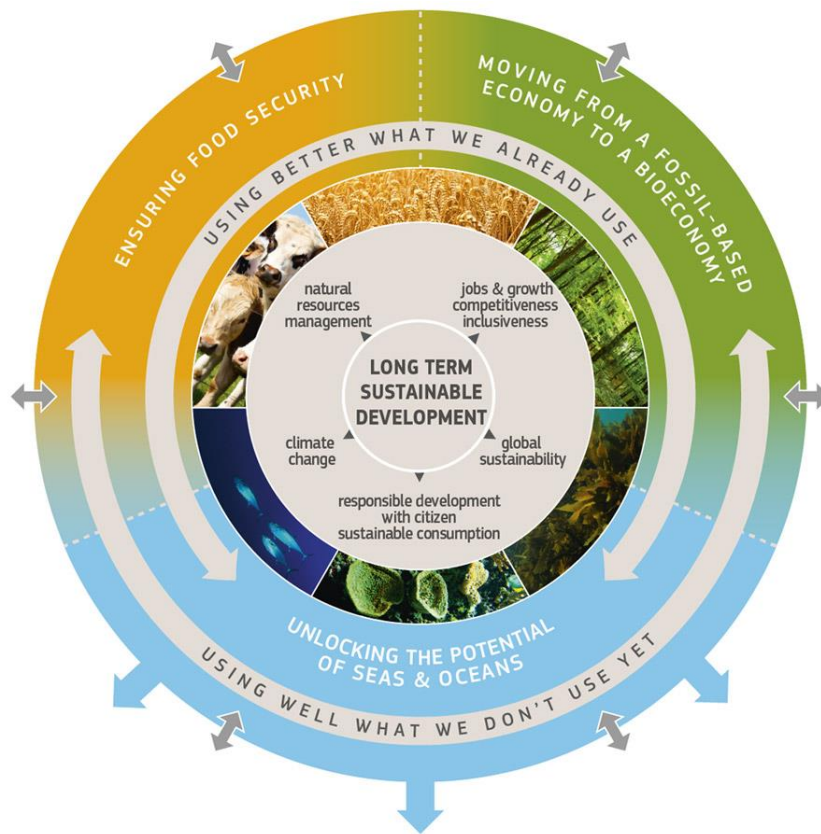 ENSURING FOOD SECURITY
MOVING FROM A FOSSIL-BASED
ECONOMY TO A BIOECONOMY
USING BETTER WHAT WE ALREADY USE
natural
resources
management
jobs & growth
competitiveness
inclusiveness
LONG TERM
SUSTAINABLE
DEVELOPMENT
climate
change
global
sustainability
responsible development
with citizen
sustainable consumption
UNLOCKING THE POTENTIAL
OF SEAS & OCEANS
USING WELL WHAT WE DON'T USE YET